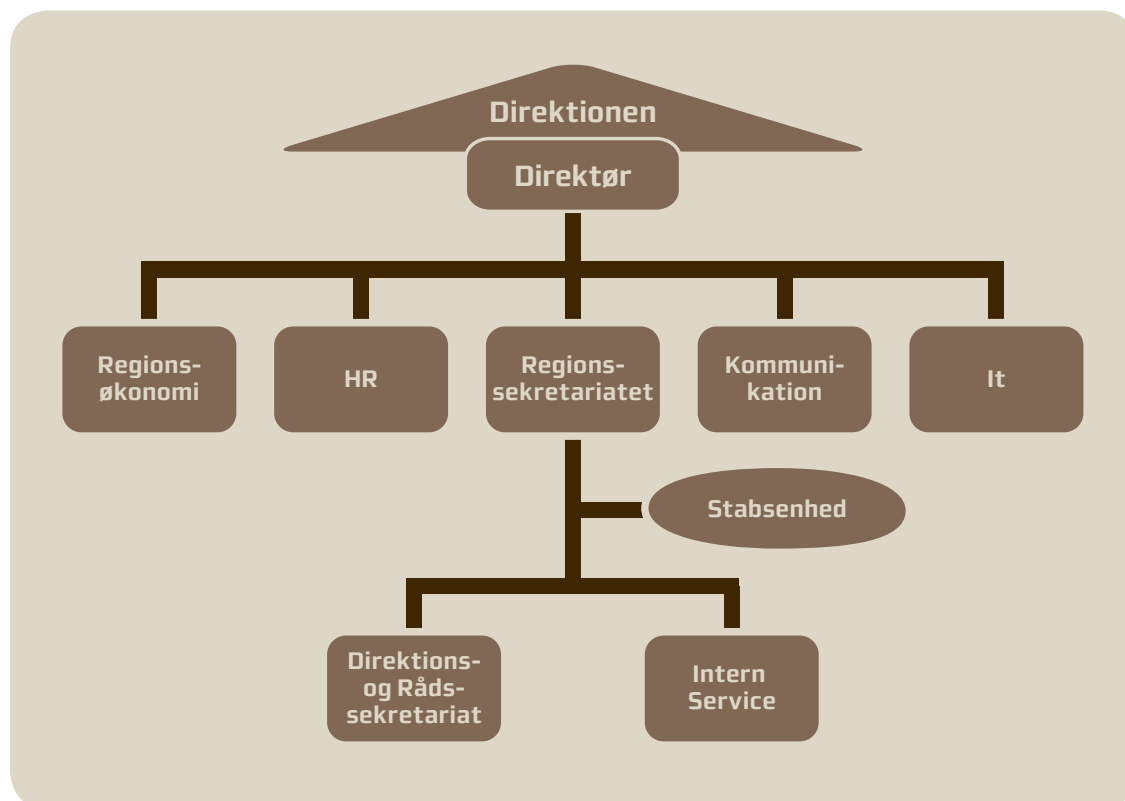 Direktionen
Direktør
Regions-
økonomi
HR
Regions-
sekretariatet
Kommuni-
kation
It
Stabsenhed
Direktions-
og Råds-
sekretariat
Intern
Service